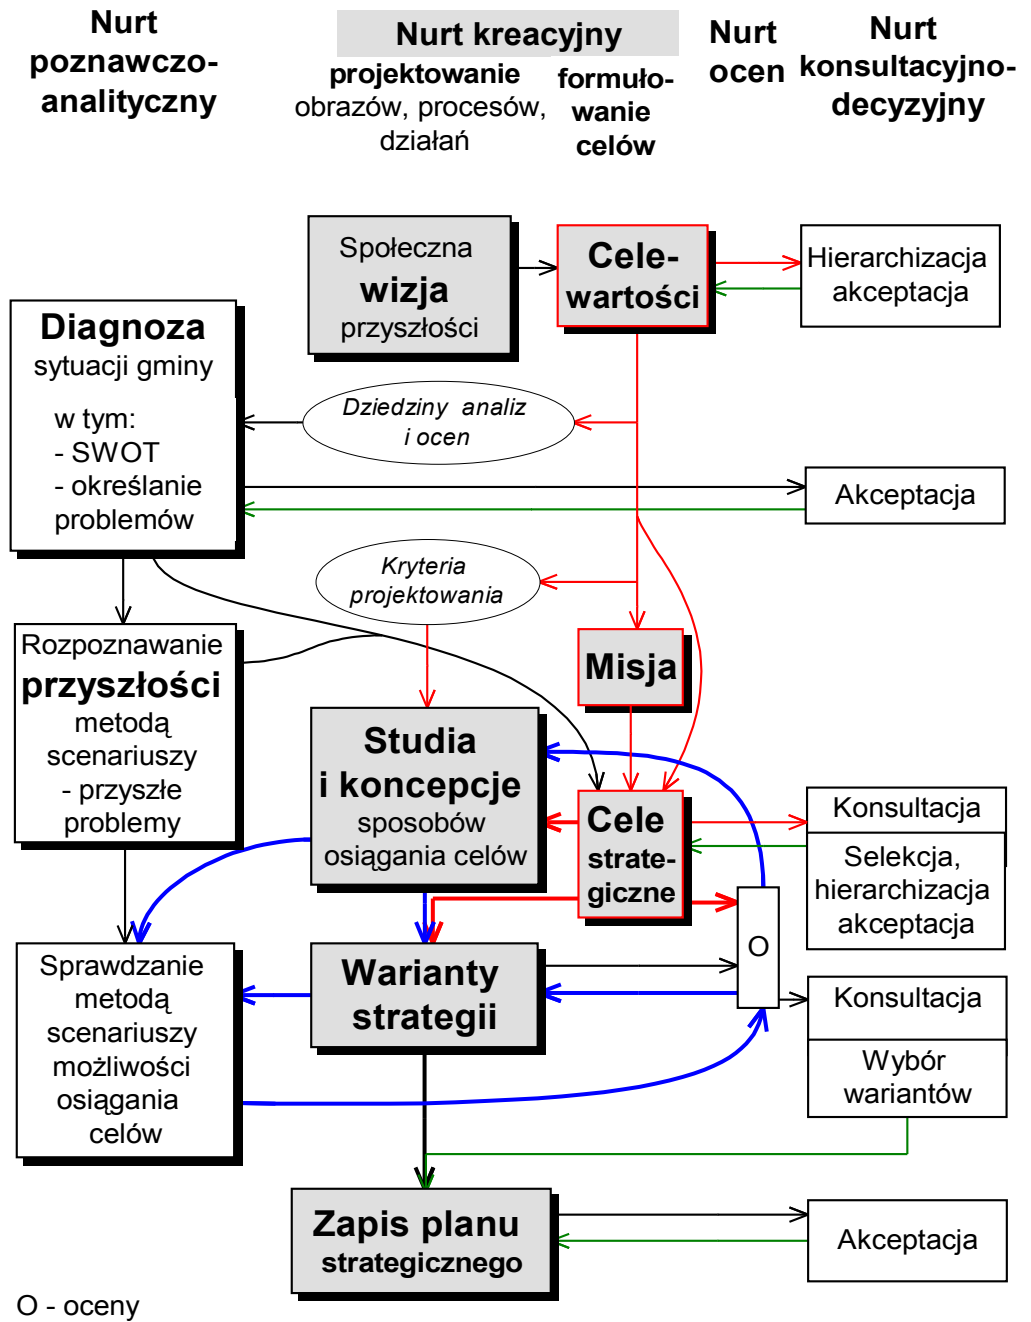 Nurt
poznawczo-
analityczny
Nurt kreacyjny
projektowanie
obrazów, procesów,
działań
formuło-
wanie
celów
Nurt
ocen
Nurt
konsultacyjno-
decyzyjny
Społeczna
wizja
przyszłości
Cele-
wartości
Hierarchizacja
akceptacja
Diagnoza
sytuacji gminy
w tym:
- SWOT
- określanie
problemów
Dziedziny analiz
i ocen
Akceptacja
Kryteria
projektowania
Rozpoznawanie
przyszłości
metodą
scenariuszy
- przyszłe
problemy
Misja
Studia
i koncepcje
sposobów
osiągania celów
Cele
strate-
giczne
Konsultacja
Selekcja,
hierarchizacja
akceptacja
O
Sprawdzanie
metodą
scenariuszy
możliwości
osiągania
celów
Warianty
strategii
Konsultacja
Wybór
wariantów
Zapis planu
strategicznego
Akceptacja
O - oceny